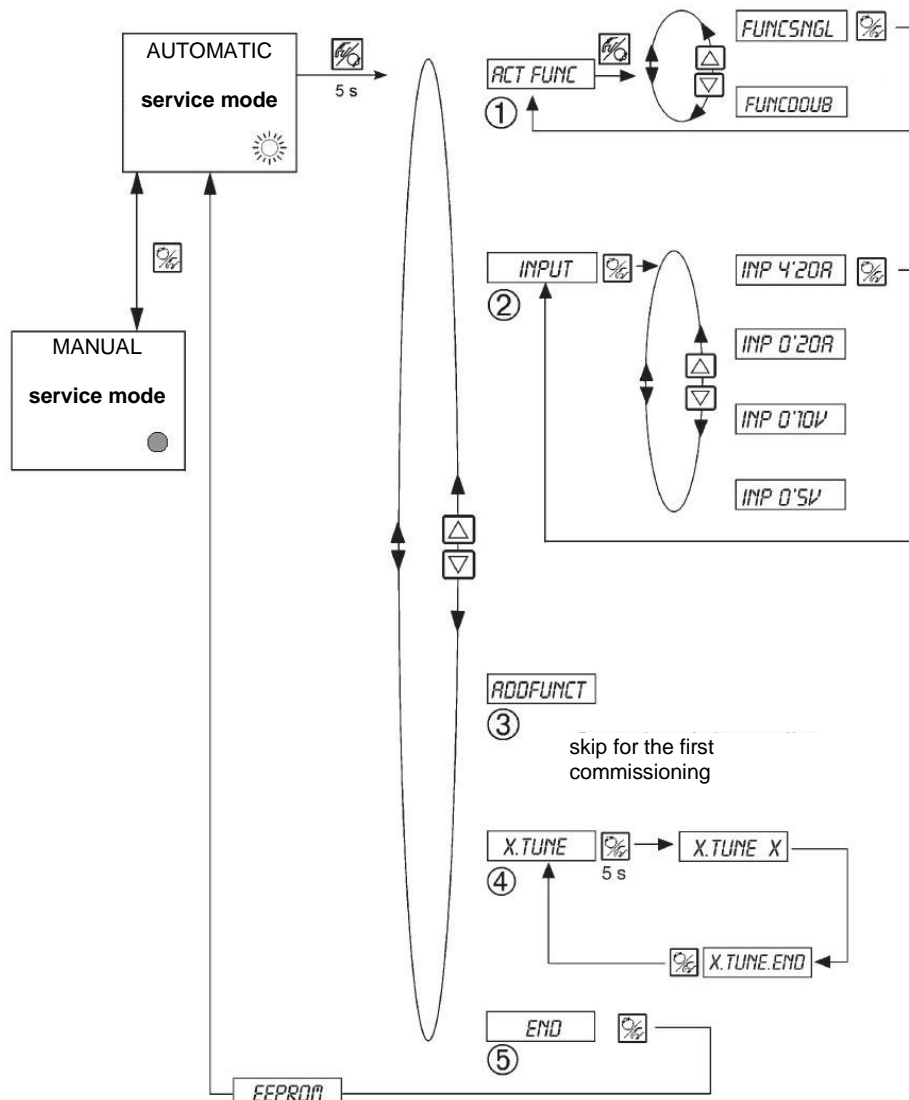 AUTOMATIC
service mode
5 s
MANUAL
service mode
ACT FUNC
1
FUNCSNGL
FUNCDOUB
INPUT
2
INP 4'20A
INP 0'20A
INP 0'10V
INP 0'5V
ADDFUNCT
3
skip for the first
commissioning
X.TUNE
4
5 s
X.TUNE X
X.TUNE.END
END
5
EEPROM